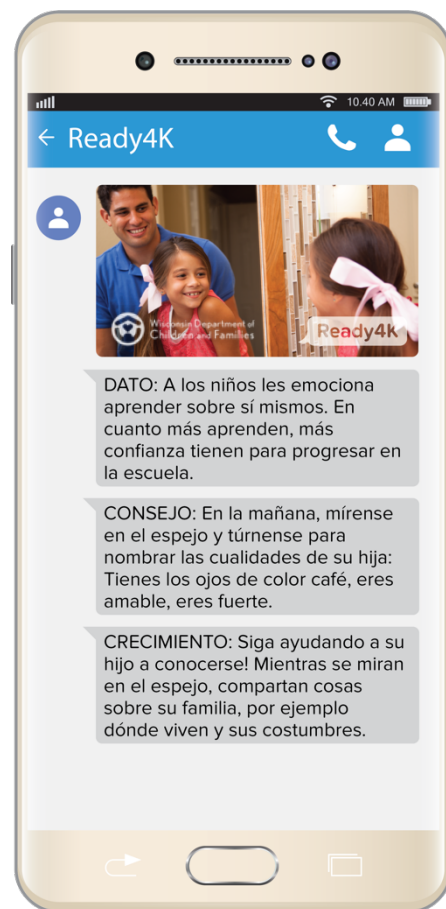 10.40 AM
Ready4K
Wisconsin Department of
Children and Families
Ready4K
DATO: A los niños les emociona
aprender sobre sí mismos. En
cuanto más aprenden, más
confianza tienen para progresar en
la escuela.
CONSEJO: En la mañana, mírense
en el espejo y túrnense para
nombrar las cualidades de su hija:
Tienes los ojos de color café, eres
amable, eres fuerte.
CRECIMIENTO: Siga ayudando a su
hijo a conocerse! Mientras se miran
en el espejo, compartan cosas
sobre su familia, por ejemplo
dónde viven y sus costumbres.